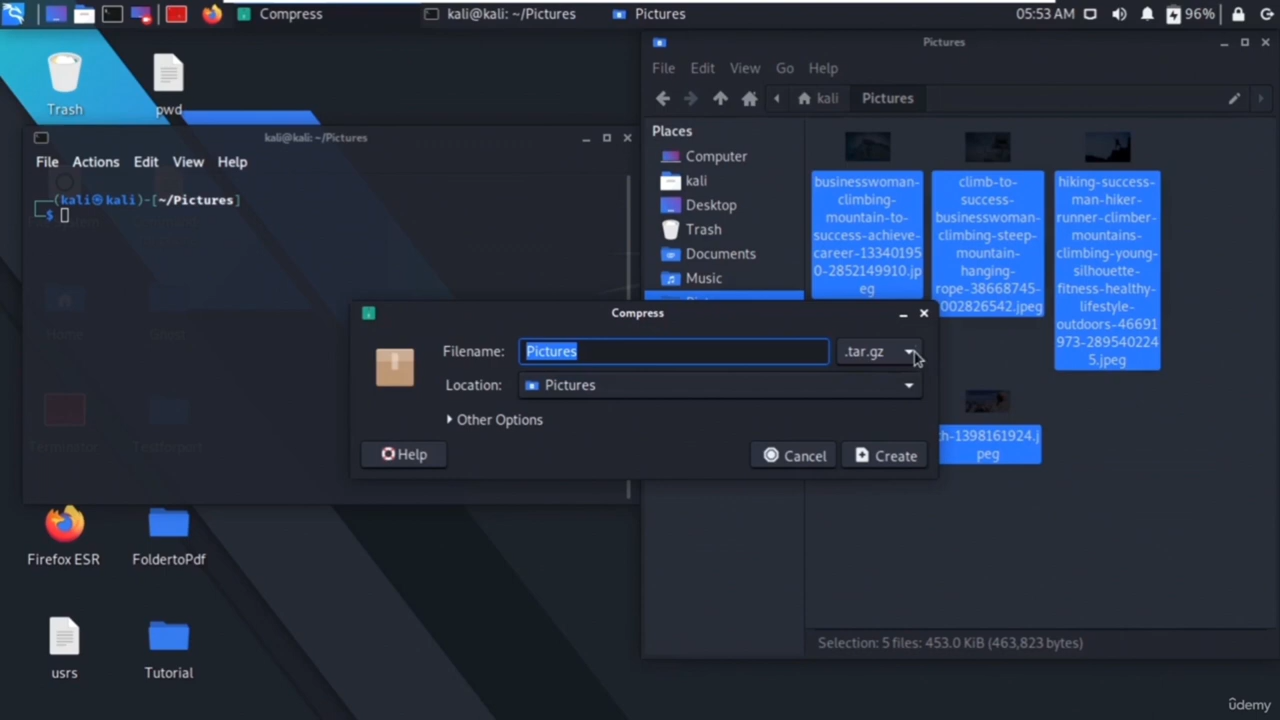 Compress
kali@kali: ~/Pictures
Pictures
05:53 AM
96%
Trash
pwd
kali@kali: ~/Pictures
File Actions Edit View Help
(kali㉿kali)-[~/Pictures]
$
Home
Firefox ESR
FoldertoPdf
usrs
Tutorial
Pictures
File Edit View Go Help
kali
Pictures
Places
Computer
kali
Desktop
Trash
Documents
Music
businesswoman-
climbing-
mountain-to-
success-achieve-
career-13340195
0-2852149910.jp
eg
climb-to-
success-
businesswoman-
climbing-steep-
mountain-
hanging-
rope-38668745-
002826542.jpeg
hiking-success-
man-hiker-
runner-climber-
mountains-
climbing-young-
silhouette-
fitness-healthy-
lifestyle-
outdoors-46691
973-289540224
5.jpeg
th-1398161924.j
peg
Selection: 5 files: 453.0 KiB (463,823 bytes)
Compress
Filename:
Pictures
.tar.gz
Location:
Pictures
Other Options
Help
Cancel
Create
ûdemy